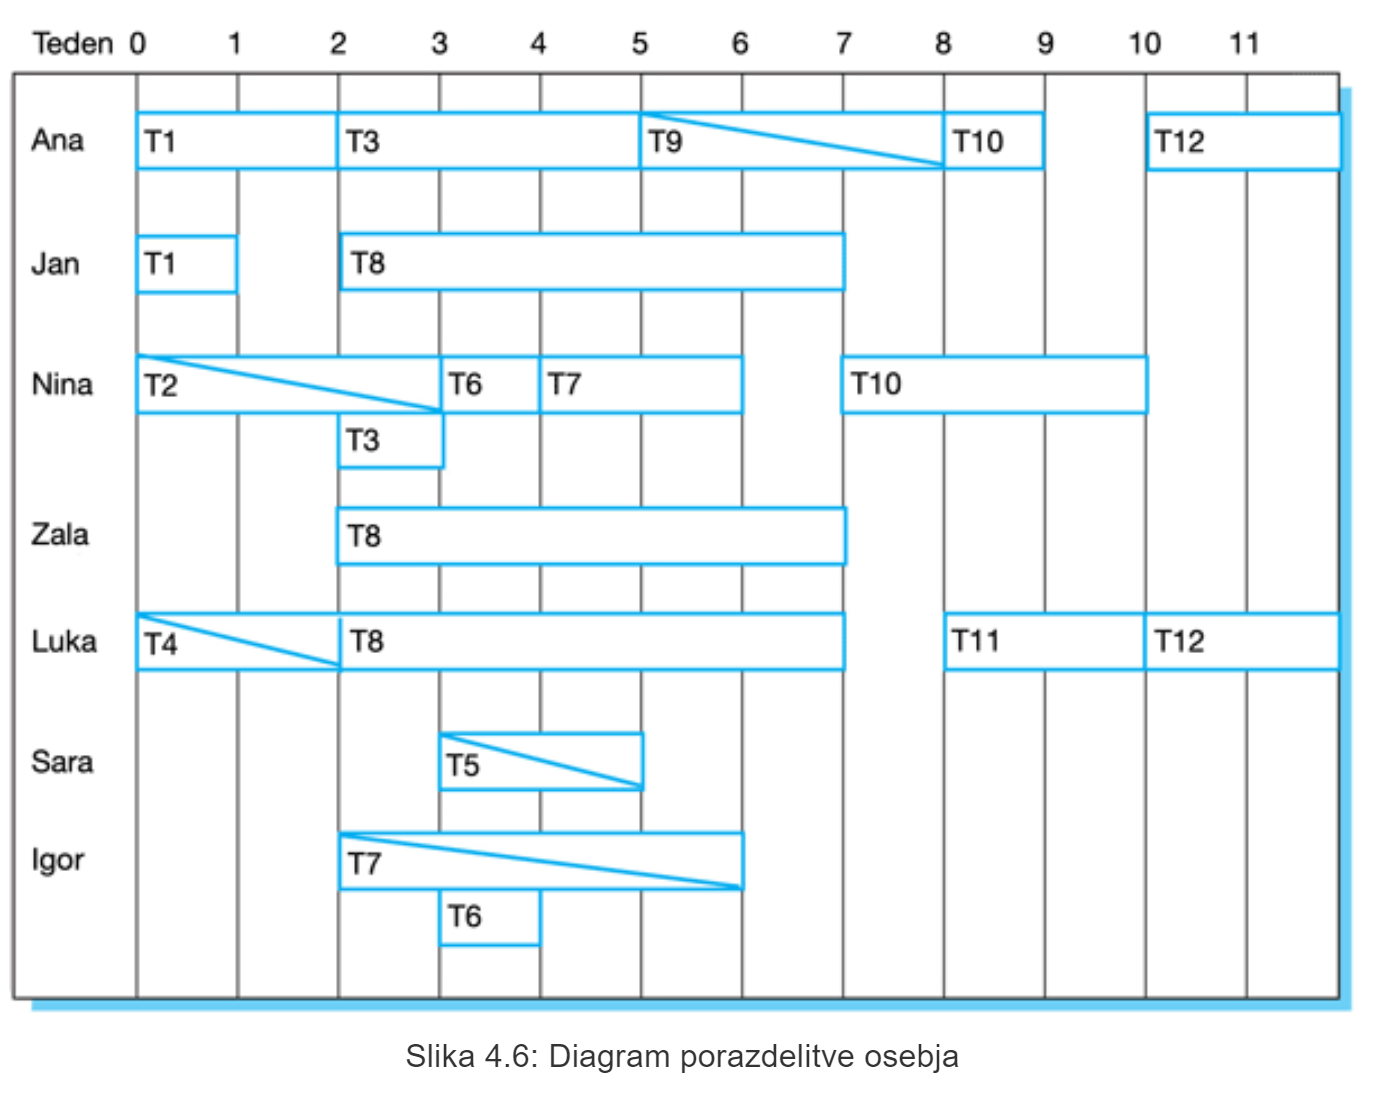 Teden 0 1 2 3 4 5 6 7 8 9 10 11
Ana T1 T3 T9 T10 T12
Jan T1 T8
Nina T2 T6 T7 T10
T3
Zala T8
Luka T4 T8 T11 T12
Sara T5
Igor T7
T6
Slika 4.6: Diagram porazdelitve osebja